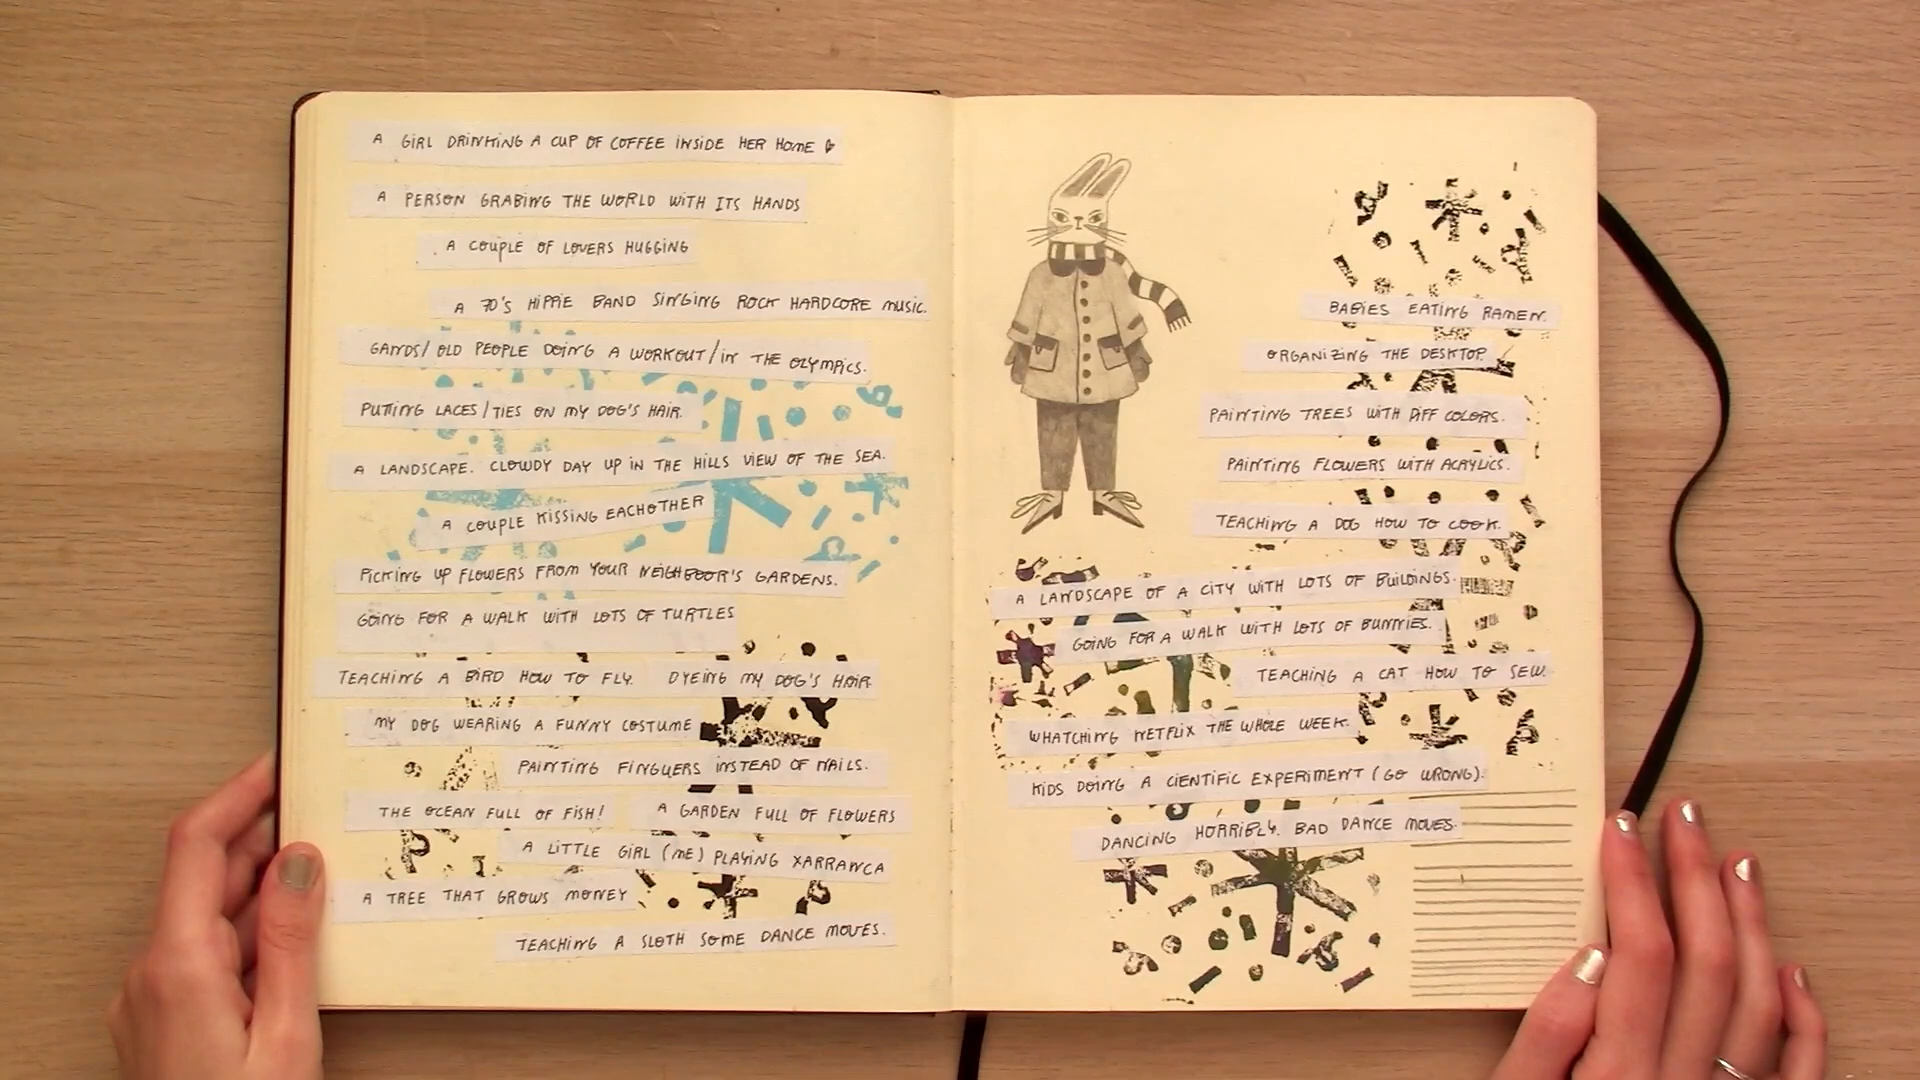 A GIRL DRINKING A CUP OF COFFEE INSIDE HER HOME
A PERSON GRABING THE WORLD WITH ITS HANDS
A COUPLE OF LOVERS HUGGING
A 70'S HIPPIE BAND SINGING ROCK HARDCORE MUSIC.
GANDS/OLD PEOPLE DOING A WORKOUT/IN THE OLYMPICS.
PUTTING LACES/TIES ON MY DOG'S HAIR.
A LANDSCAPE. CLOWDY DAY UP IN THE HILLS VIEW OF THE SEA.
A COUPLE KISSING EACHOTHER
PICKING UP FLOWERS FROM YOUR NEIGHBOOR'S GARDENS.
GOING FOR A WALK WITH LOTS OF TURTLES
TEACHING A BIRD HOW TO FLY. DYEING MY DOG'S HAIR
MY DOG WEARING A FUNNY COSTUME
PAINTING FINGUERS INSTEAD OF NAILS.
THE OCEAN FULL OF FISH! A GARDEN FULL OF FLOWERS
A LITTLE GIRL (ME) PLAYING XARRANCA
A TREE THAT GROWS MONEY
TEACHING A SLOTH SOME DANCE MOVES.
BABIES EATING RAMEN.
ORGANIZING THE DESKTOP.
PAINTING TREES WITH DIFF COLORS.
PAINTING FLOWERS WITH ACRYLICS.
TEACHING A DOG HOW TO COOK.
A LANDSCAPE OF A CITY WITH LOTS OF BUILDINGS.
GOING FOR A WALK WITH LOTS OF BUNNIES.
TEACHING A CAT HOW TO SEW.
WHATCHING NETFLIX THE WHOLE WEEK.
KIDS DOING A CIENTIFIC EXPERIMENT (GO WRONG).
DANCING HORRIBLY. BAD DANCE MOVES.